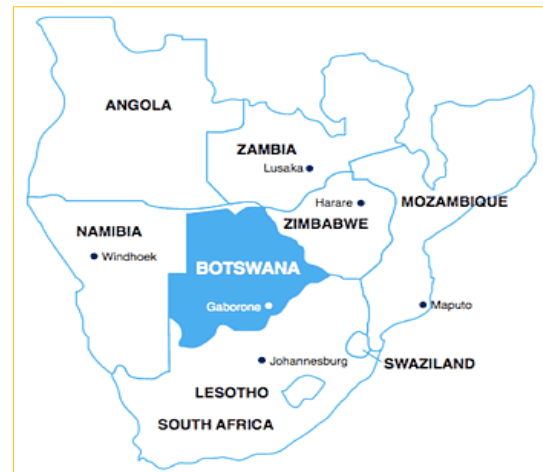 ANGOLA
ZAMBIA
Lusaka
Harare
MOZAMBIQUE
ZIMBABWE
NAMIBIA
Windhoek
BOTSWANA
Gaborone
Maputo
Johannesburg
SWAZILAND
LESOTHO
SOUTH AFRICA